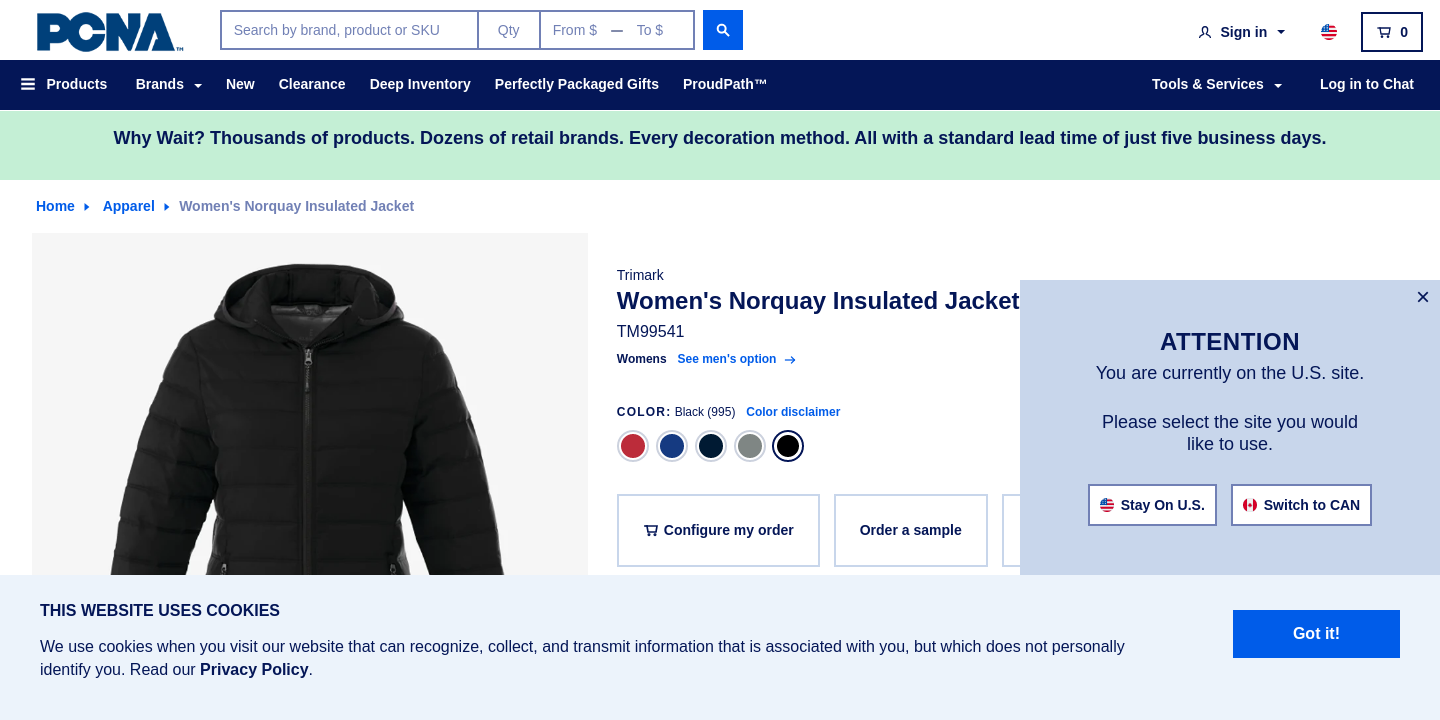 PCNA™
Search by brand, product or SKU
Qty
From $ — To $
Sign in
0
Products
Brands
New
Clearance
Deep Inventory
Perfectly Packaged Gifts
ProudPath™
Tools & Services
Log in to Chat
Why Wait? Thousands of products. Dozens of retail brands. Every decoration method. All with a standard lead time of just five business days.
Home
Apparel
Women's Norquay Insulated Jacket
Trimark
Women's Norquay Insulated Jacket
TM99541
Womens See men's option
COLOR: Black (995) Color disclaimer
Configure my order
Order a sample
ATTENTION
You are currently on the U.S. site.
Please select the site you would
like to use.
Stay On U.S.
Switch to CAN
THIS WEBSITE USES COOKIES
We use cookies when you visit our website that can recognize, collect, and transmit information that is associated with you, but which does not personally
identify you. Read our Privacy Policy.
Got it!